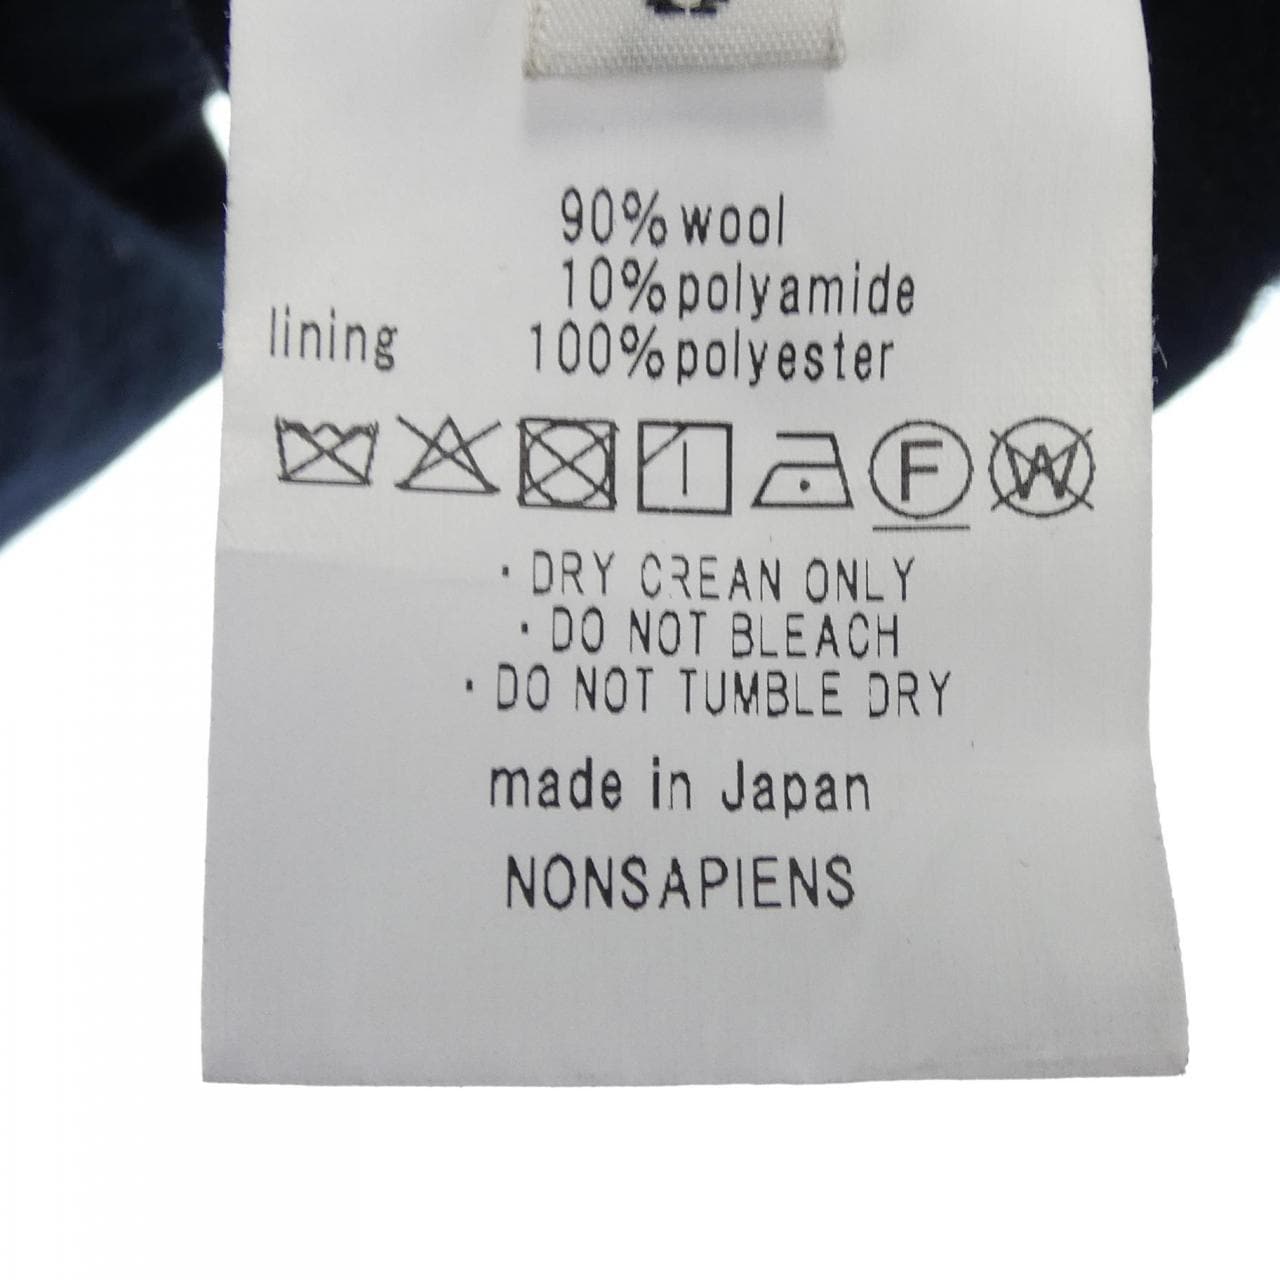 90% wool
10% polyamide
lining 100% polyester
F W
· DRY CREAN ONLY
· DO NOT BLEACH
· DO NOT TUMBLE DRY
made in Japan
NONSAPIENS